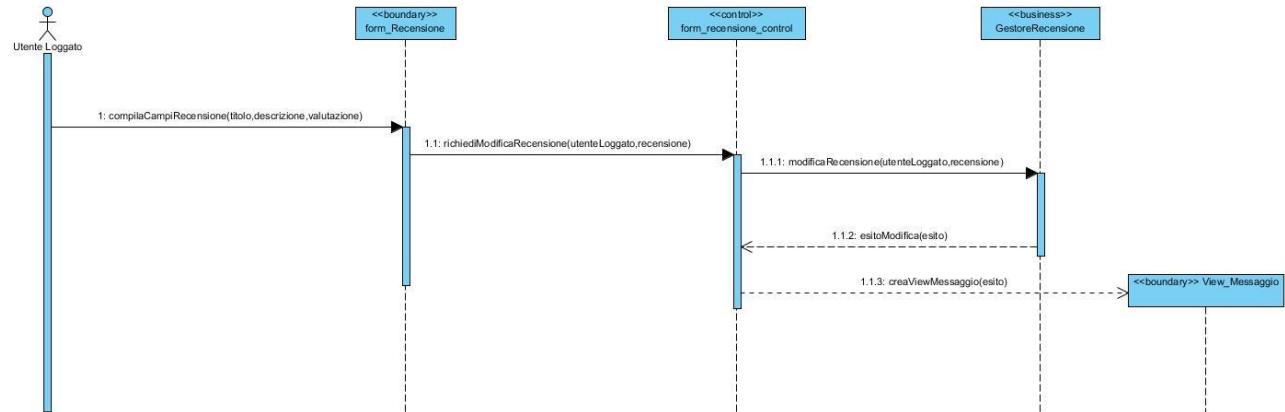 Utente Loggato
<<boundary>>
form_Recensione
<<control>>
form_recensione_control
<<business>>
GestoreRecensione
1: compilaCampiRecensione(titolo,descrizione,valutazione)
1.1: richiediModificaRecensione(utenteLoggato,recensione)
1.1.1: modificaRecensione(utenteLoggato,recensione)
1.1.2: esitoModifica(esito)
1.1.3: creaViewMessaggio(esito)
<<boundary>> View_Messaggio